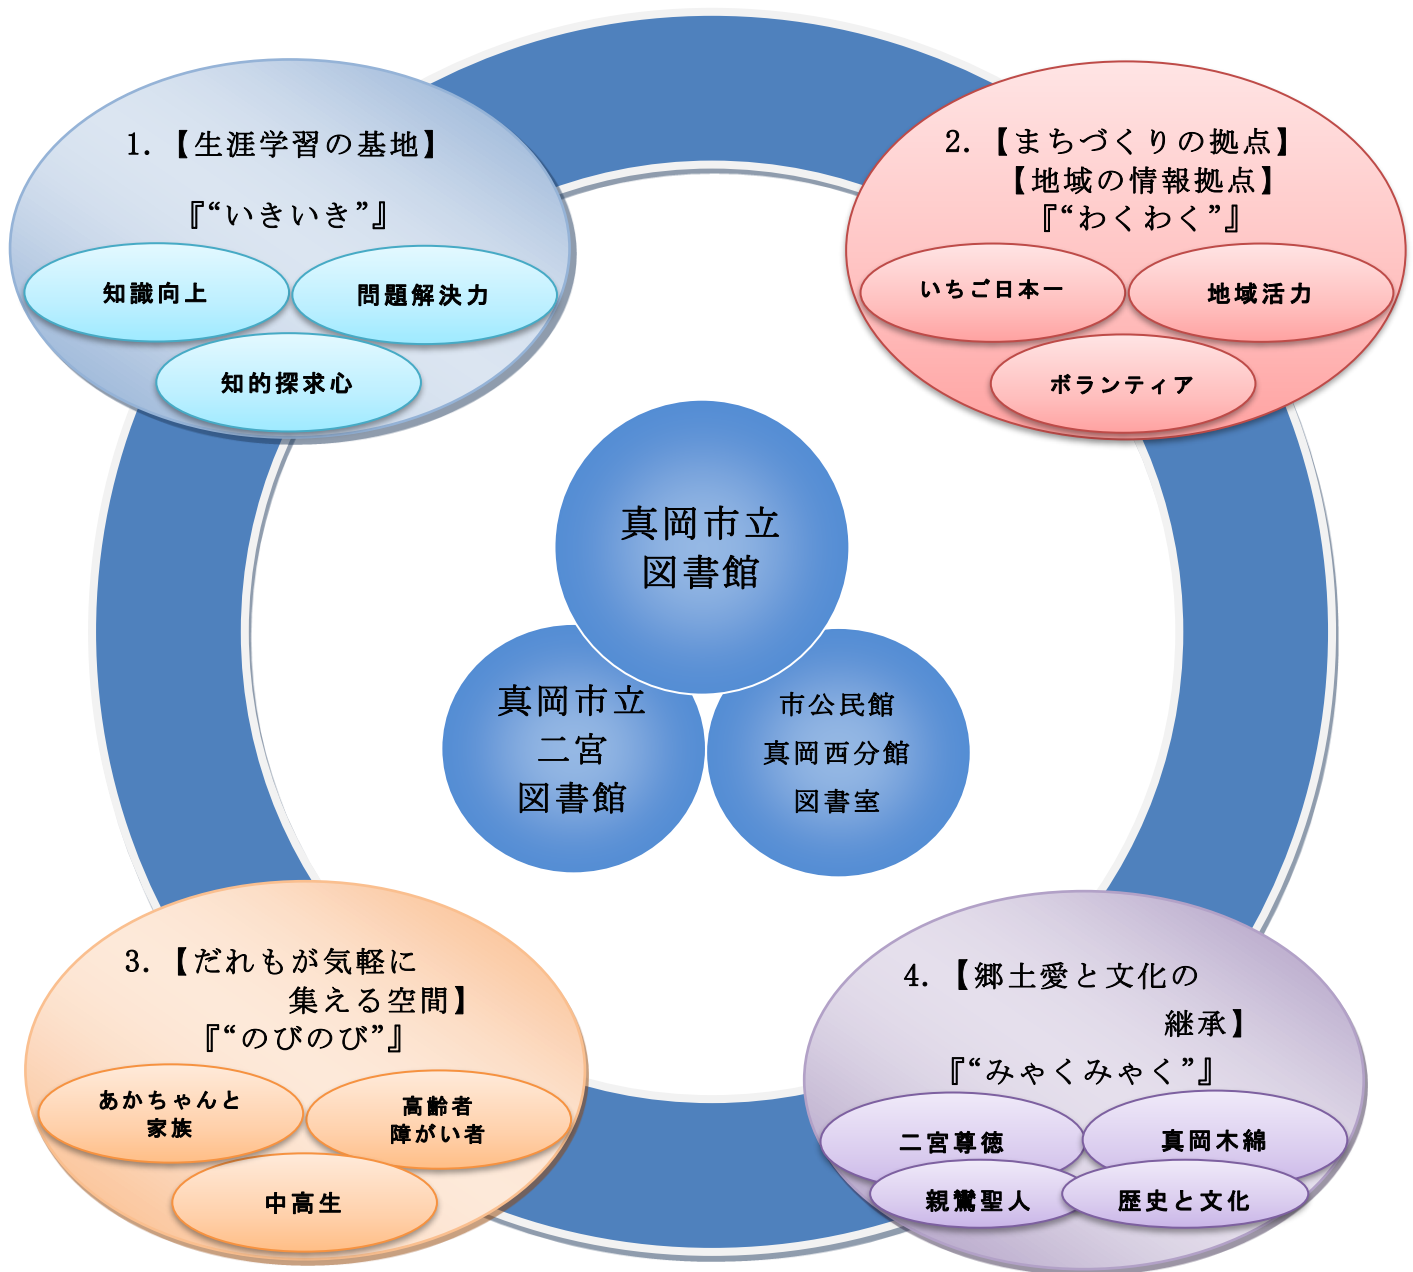 1.【生涯学習の基地】
『“いきいき”』
知識向上
問題解決力
知的探求心
2.【まちづくりの拠点】
【地域の情報拠点】
『“わくわく”』
いちご日本一
地域活力
ボランティア
真岡市立
図書館
真岡市立
二宮
図書館
市公民館
真岡西分館
図書室
3.【だれもが気軽に
集える空間】
『“のびのび”』
あかちゃんと
家族
高齢者
障がい者
中高生
4.【郷土愛と文化の
継承】
『“みゃくみゃく”』
二宮尊徳
真岡木綿
親鸞聖人
歴史と文化